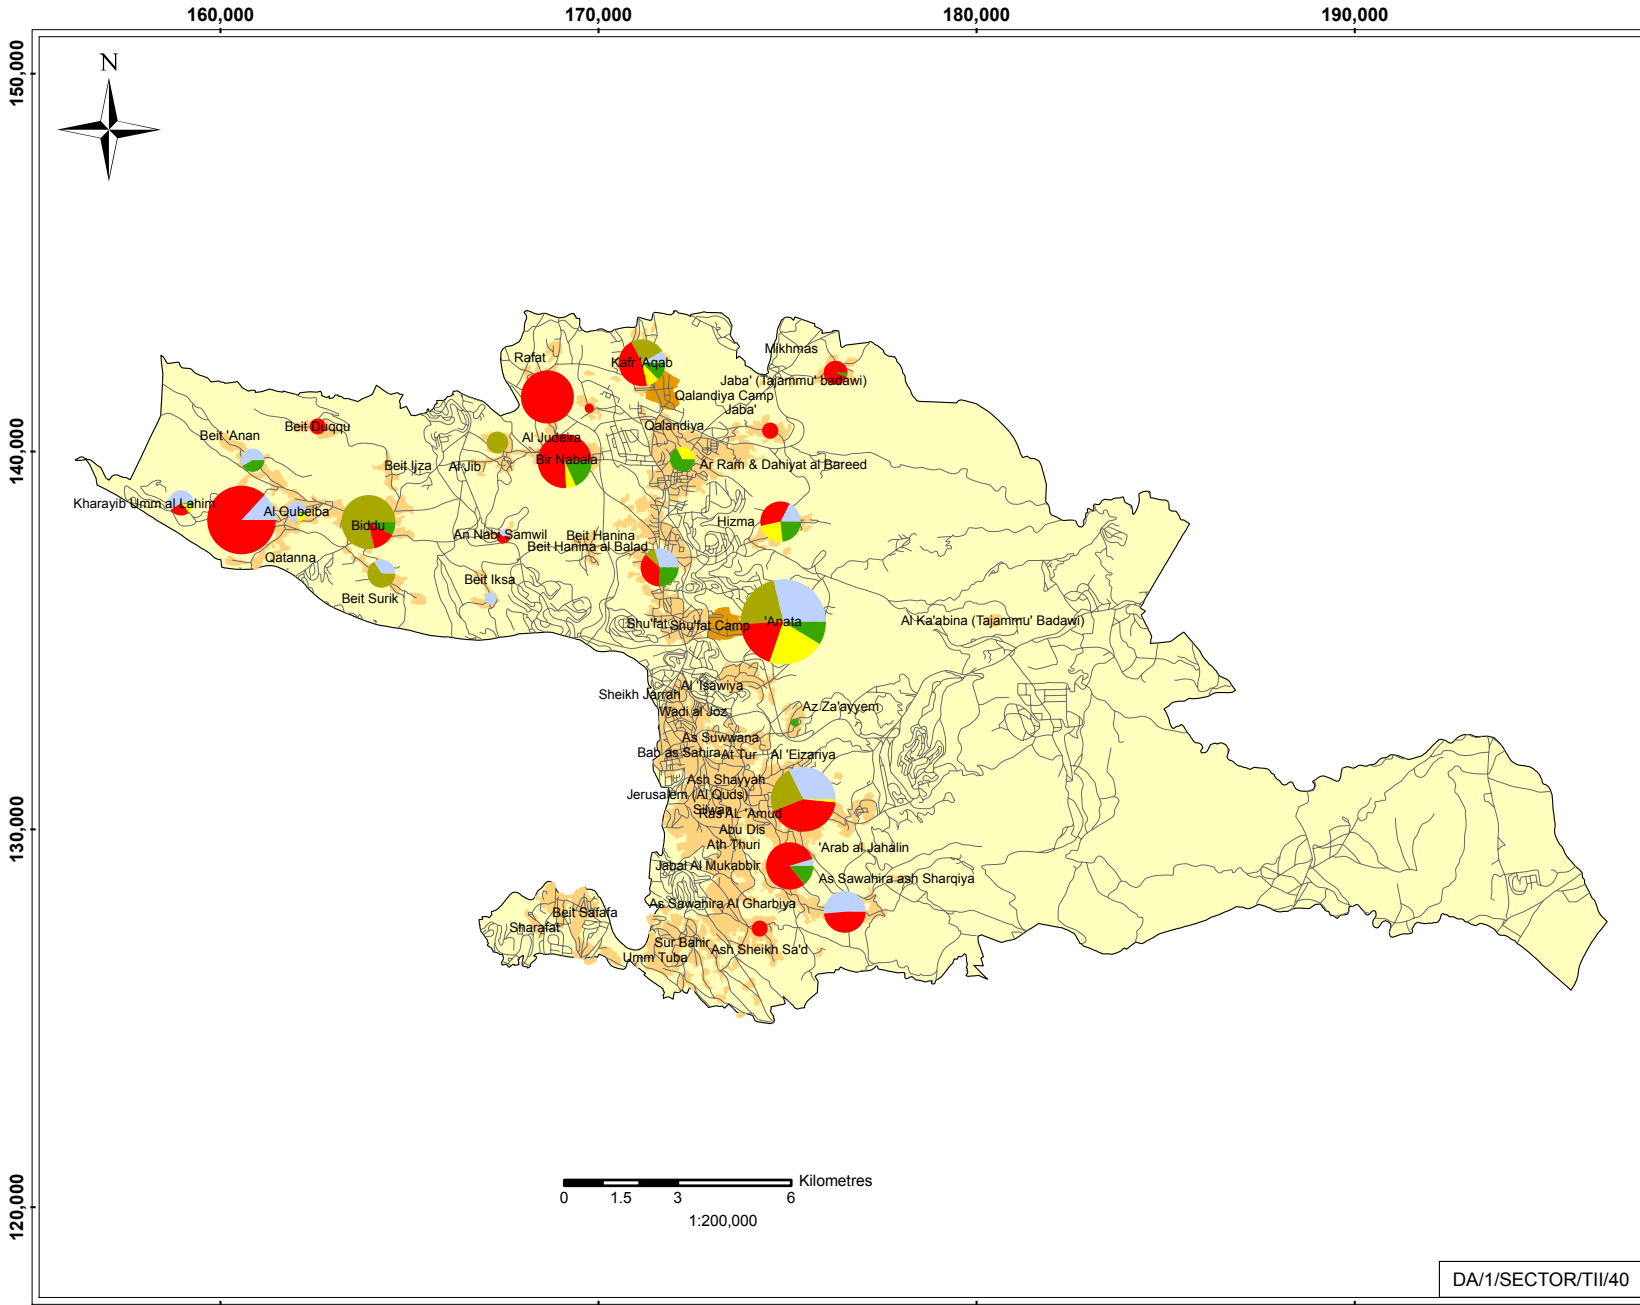 160,000
170,000
180,000
190,000
150,000
140,000
130,000
120,000
N
Mikhmas
Rafat
Kafr 'Aqab
Jaba' (Tajammu' badawi)
Qalandiya Camp
Jaba'
Qalandiya
Beit Duqqu
Beit 'Anan
Al Judeira
Bir Nabala
Beit Ijza
Al Jib
Ar Ram & Dahiyat al Bareed
Kharayib Umm al Lahim
Al Qubeiba
Biddu
Hizma
An Nabi Samwil
Beit Hanina
Beit Hanina al Balad
Qatanna
Beit Iksa
Beit Surik
Shu'fat
Shu'fat Camp
'Anata
Al Ka'abina (Tajammu' Badawi)
Al 'Isawiya
Sheikh Jarrah
Wadi al Joz
Az Za'ayyem
As Suwwana
Bab as Sahira
At Tur
Al 'Eizariya
Ash Shayyah
Jerusalem (Al Quds)
Silwan
Ras AL 'Amud
Abu Dis
Ath Thuri
'Arab al Jahalin
Jabal Al Mukabbir
As Sawahira ash Sharqiya
As Sawahira Al Gharbiya
Beit Safafa
Sharafat
Sur Bahir
Ash Sheikh Sa'd
Umm Tuba
Kilometres
0
1.5
3
6
1:200,000
DA/1/SECTOR/TII/40